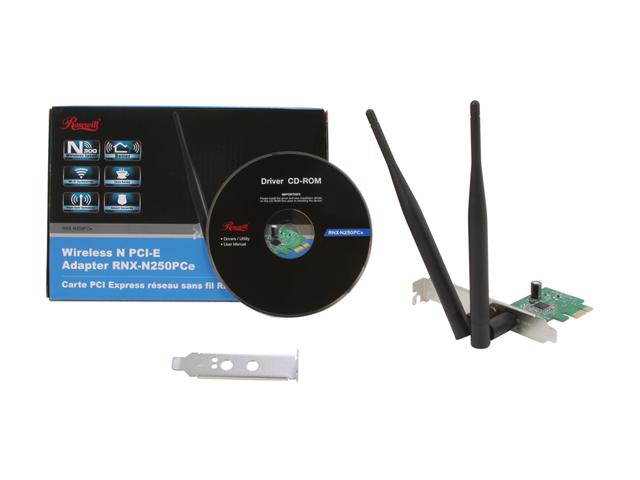 Rosewill
N 300
RNX-N250PCe
Wireless N PCI-E
Adapter RNX-N250PCe
Carte PCI Express réseau sans fil
Driver CD-ROM
IMPORTANT:
Rosewill
RNX-N250PCe
• Drivers / Utility
• User Manual